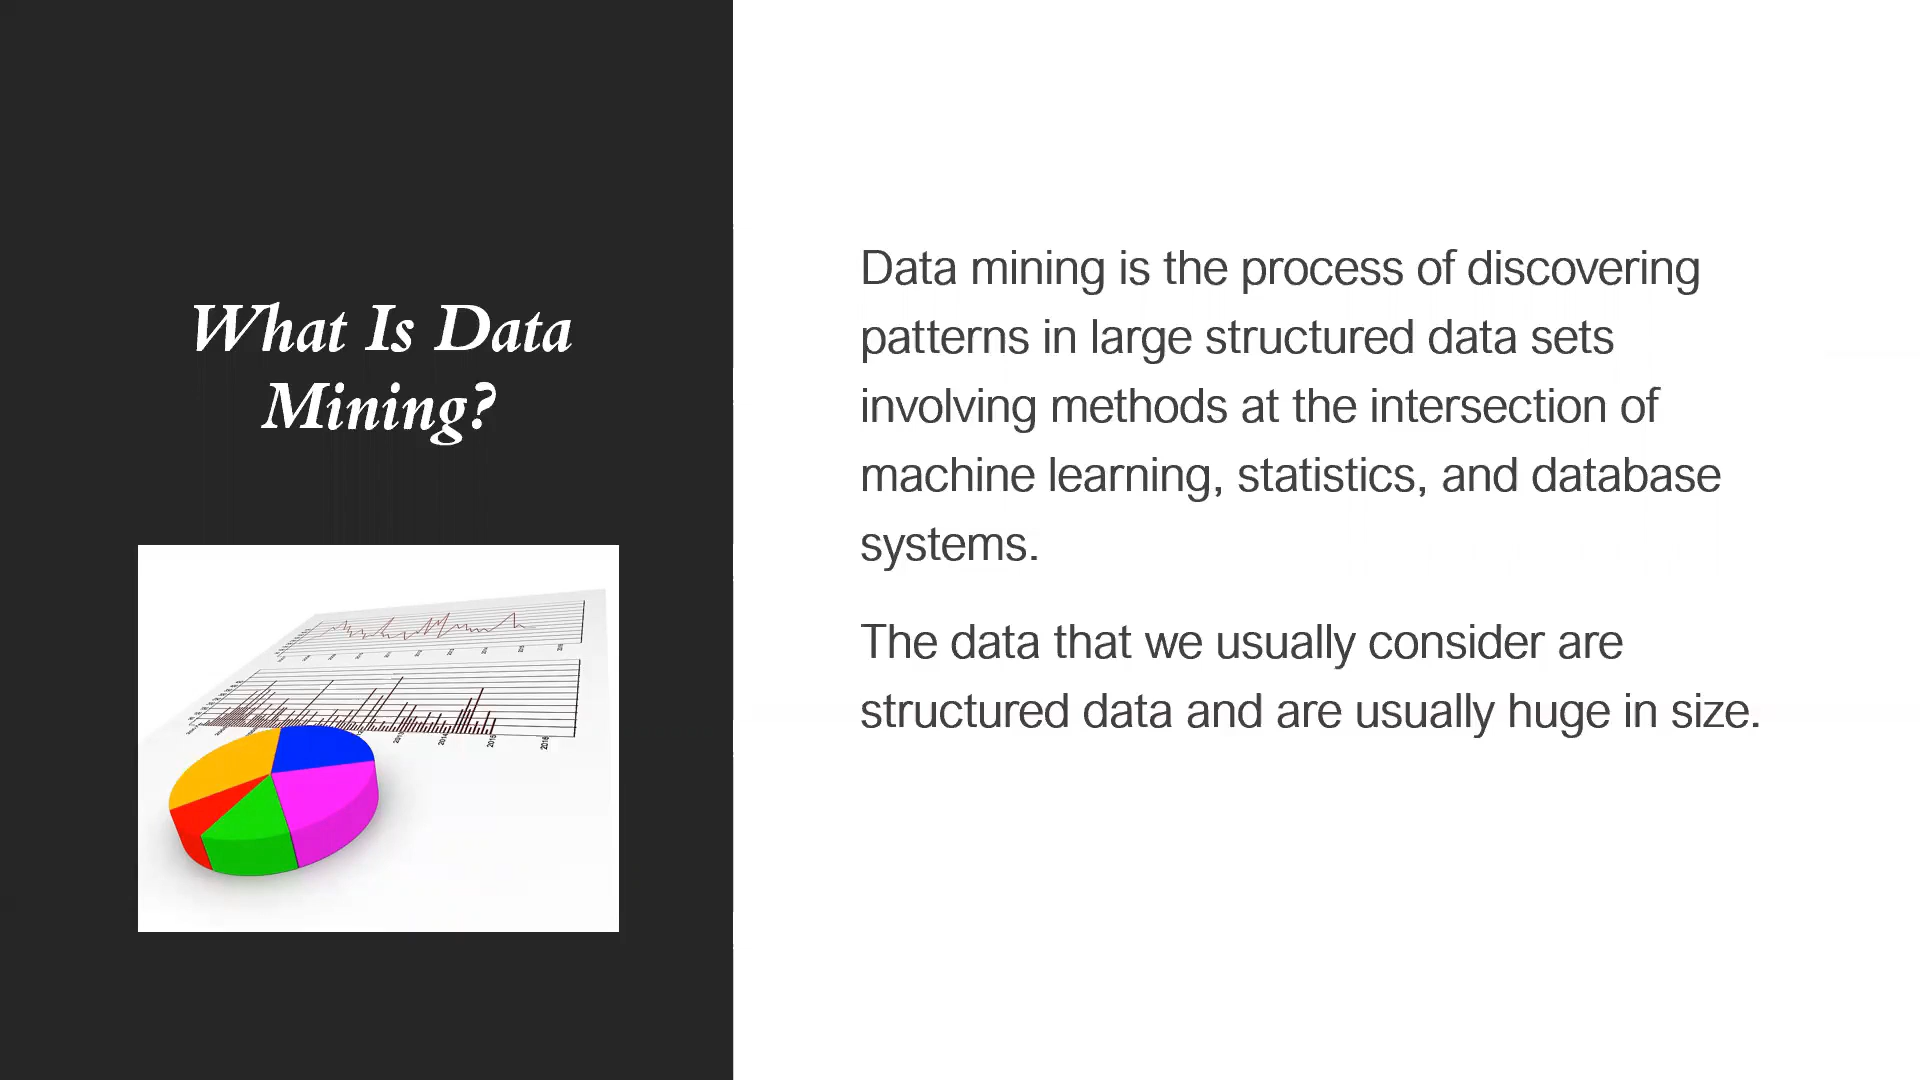 What Is Data
Mining?
Data mining is the process of discovering
patterns in large structured data sets
involving methods at the intersection of
machine learning, statistics, and database
systems.
The data that we usually consider are
structured data and are usually huge in size.